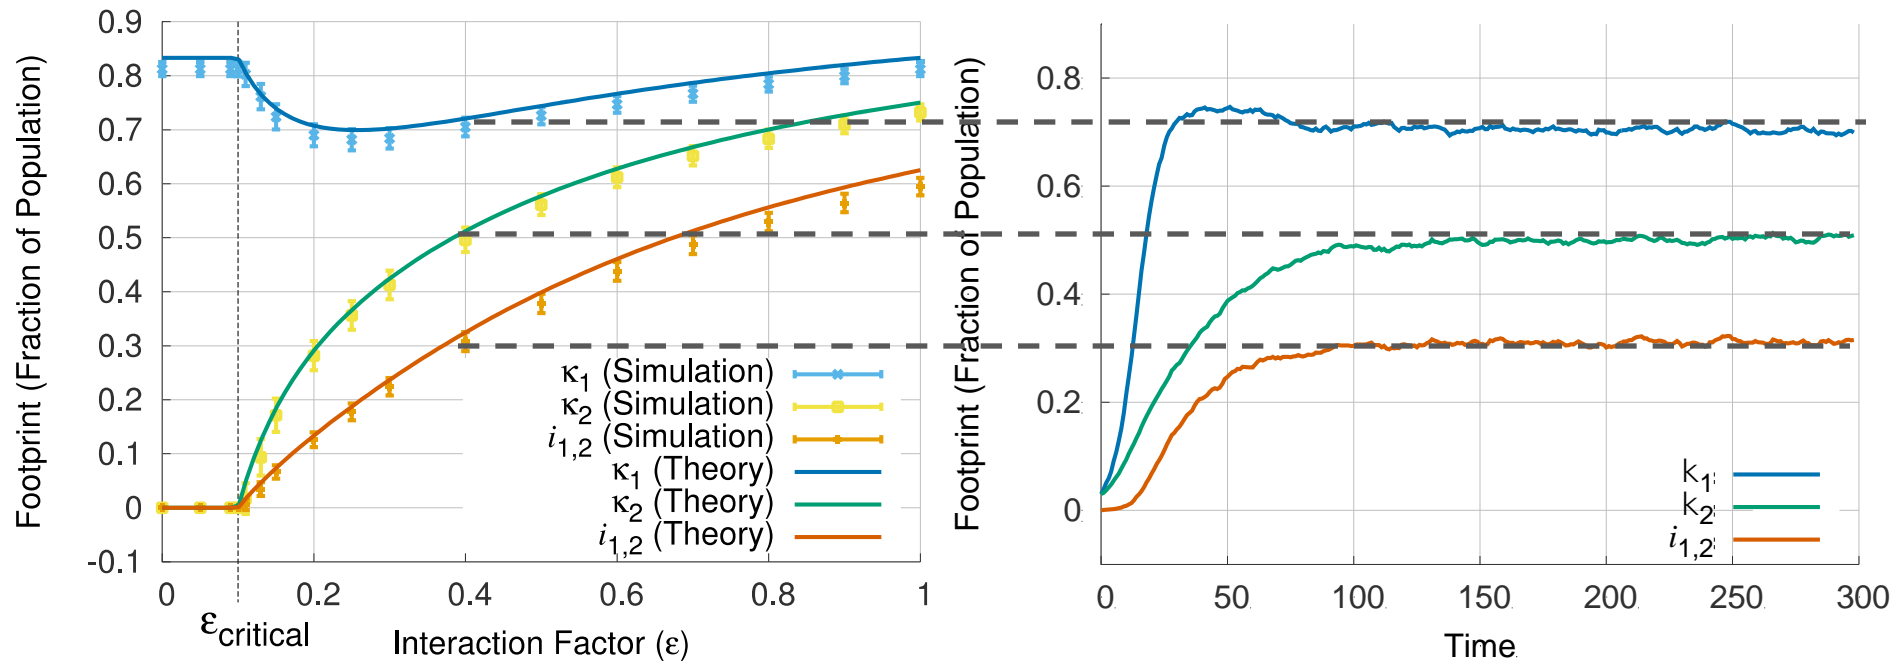 Footprint (Fraction of Population)
0.9
0.8
0.7
0.6
0.5
0.4
0.3
0.2
0.1
0
-0.1
0
0.2
0.4
0.6
0.8
1
εcritical
Interaction Factor (ε)
κ1 (Simulation)
κ2 (Simulation)
i1,2 (Simulation)
κ1 (Theory)
κ2 (Theory)
i1,2 (Theory)
Footprint (Fraction of Population)
0.8
0.6
0.4
0.2
0
0
50
100
150
200
250
300
Time
k1
k2
i1,2